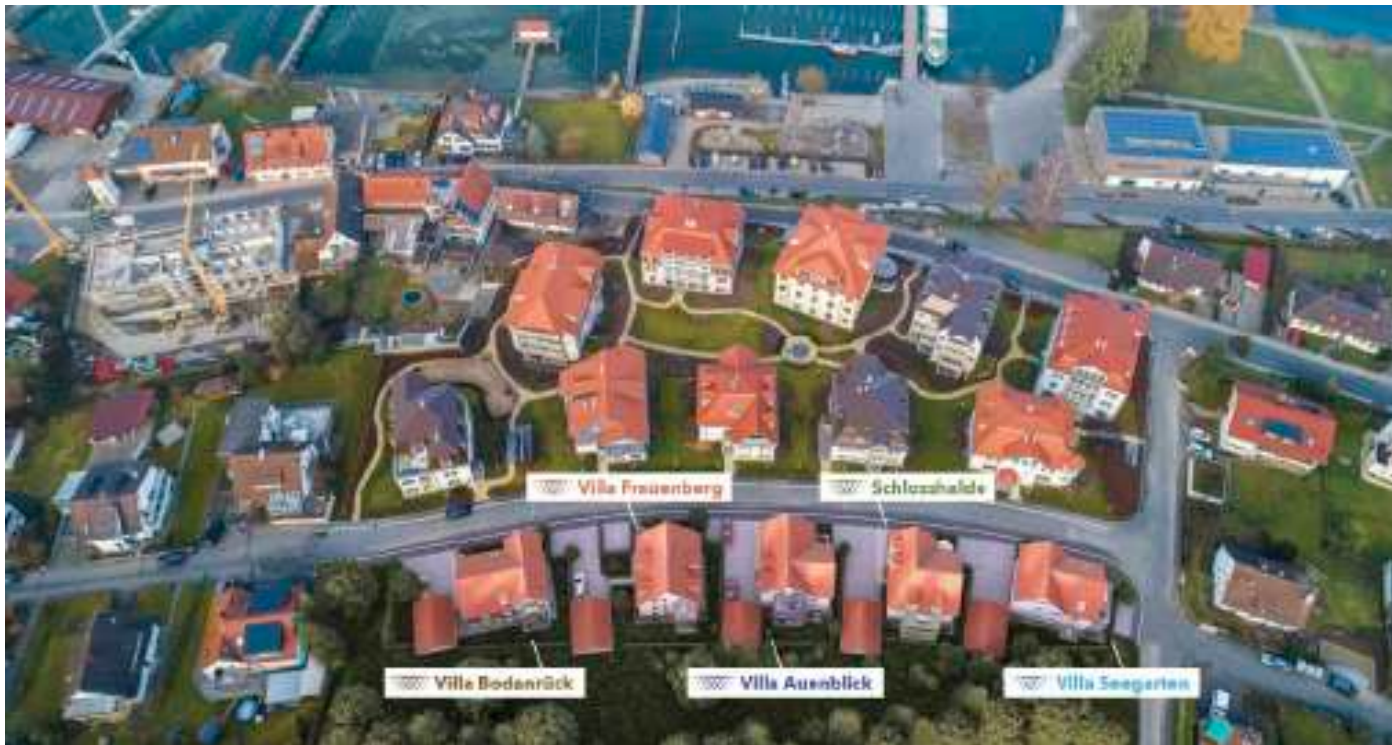 Villa Frauenberg
Schlosshalde
Villa Bodanrück
Villa Auenblick
Villa Seegarten